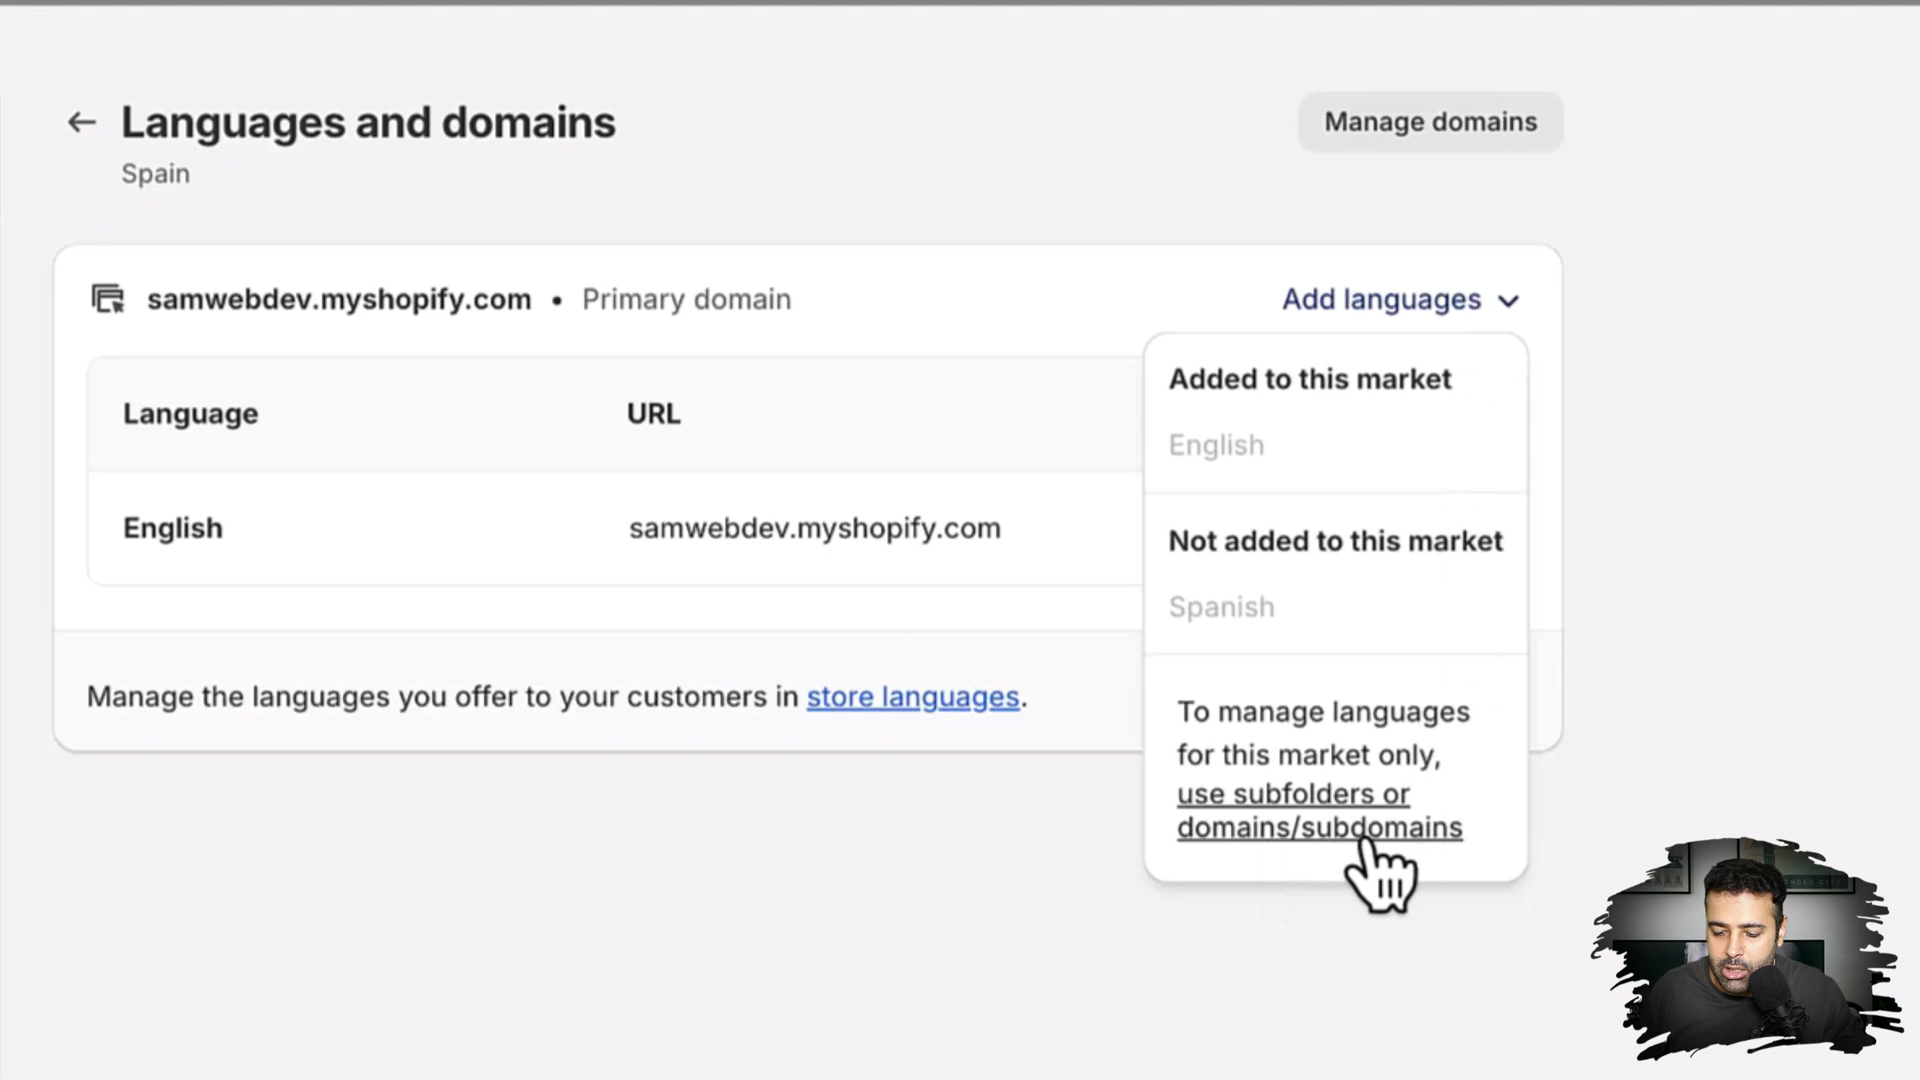 Languages and domains
Manage domains
Spain
samwebdev.myshopify.com • Primary domain
Add languages
Language URL
English samwebdev.myshopify.com
Manage the languages you offer to your customers in store languages.
Added to this market
English
Not added to this market
Spanish
To manage languages
for this market only,
use subfolders or
domains/subdomains